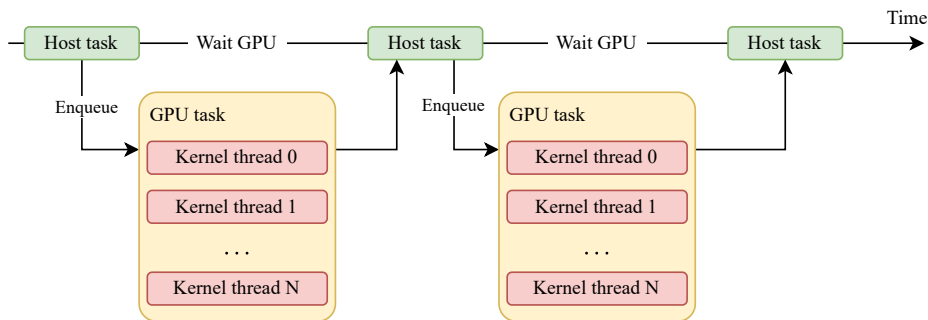 Time
Host task
Wait GPU
Host task
Wait GPU
Host task
Enqueue
GPU task
Kernel thread 0
Kernel thread 1
...
Kernel thread N
Enqueue
GPU task
Kernel thread 0
Kernel thread 1
...
Kernel thread N